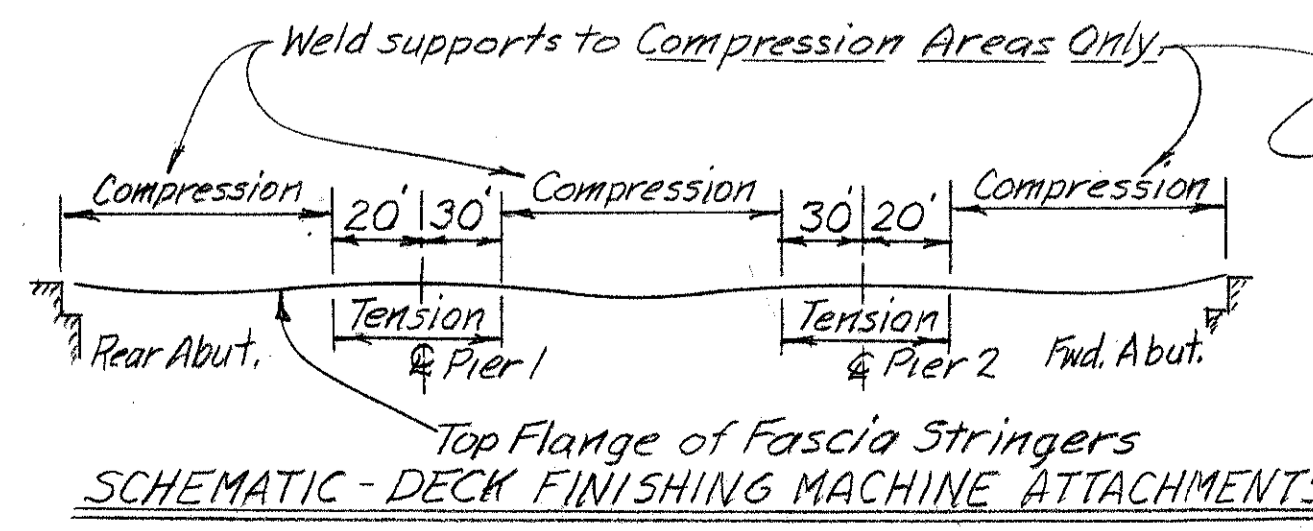 Weld supports to Compression Areas Only.
Compression 20' 30' Compression 30' 20' Compression
Tension Tension
Rear Abut. ℄ Pier 1 ℄ Pier 2 Fwd. Abut.
Top Flange of Fascia Stringers
SCHEMATIC - DECK FINISHING MACHINE ATTACHMENTS